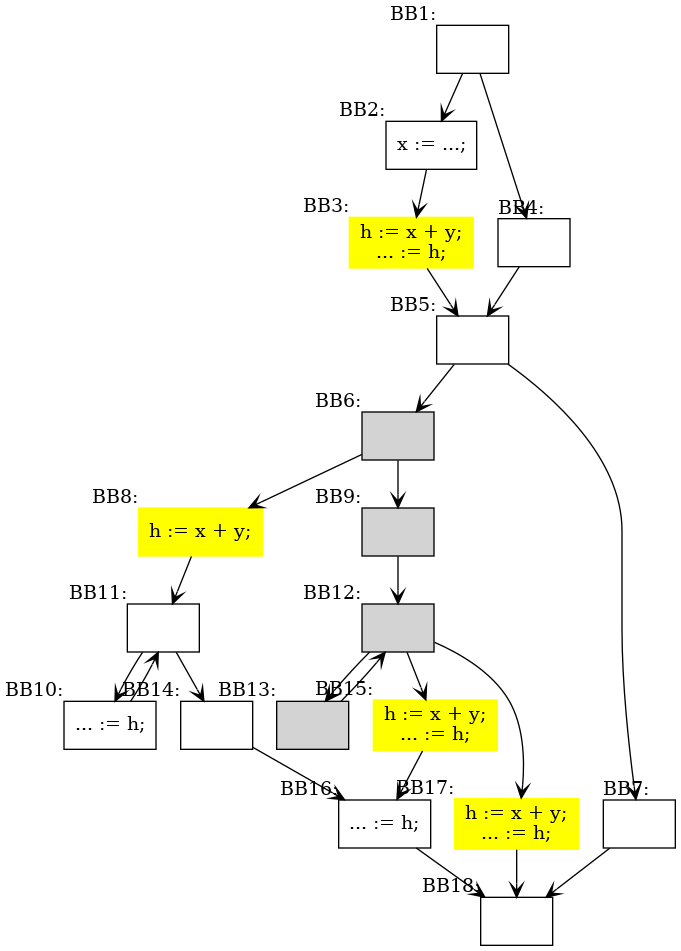 BB1:
BB2:
x := ...;
BB3:
h := x + y;
... := h;
BB4:
BB5:
BB6:
BB8:
h := x + y;
BB9:
BB11:
BB12:
BB10:
... := h;
BB14:
BB13:
BB15:
h := x + y;
... := h;
BB16:
... := h;
BB17:
h := x + y;
... := h;
BB7:
BB18: